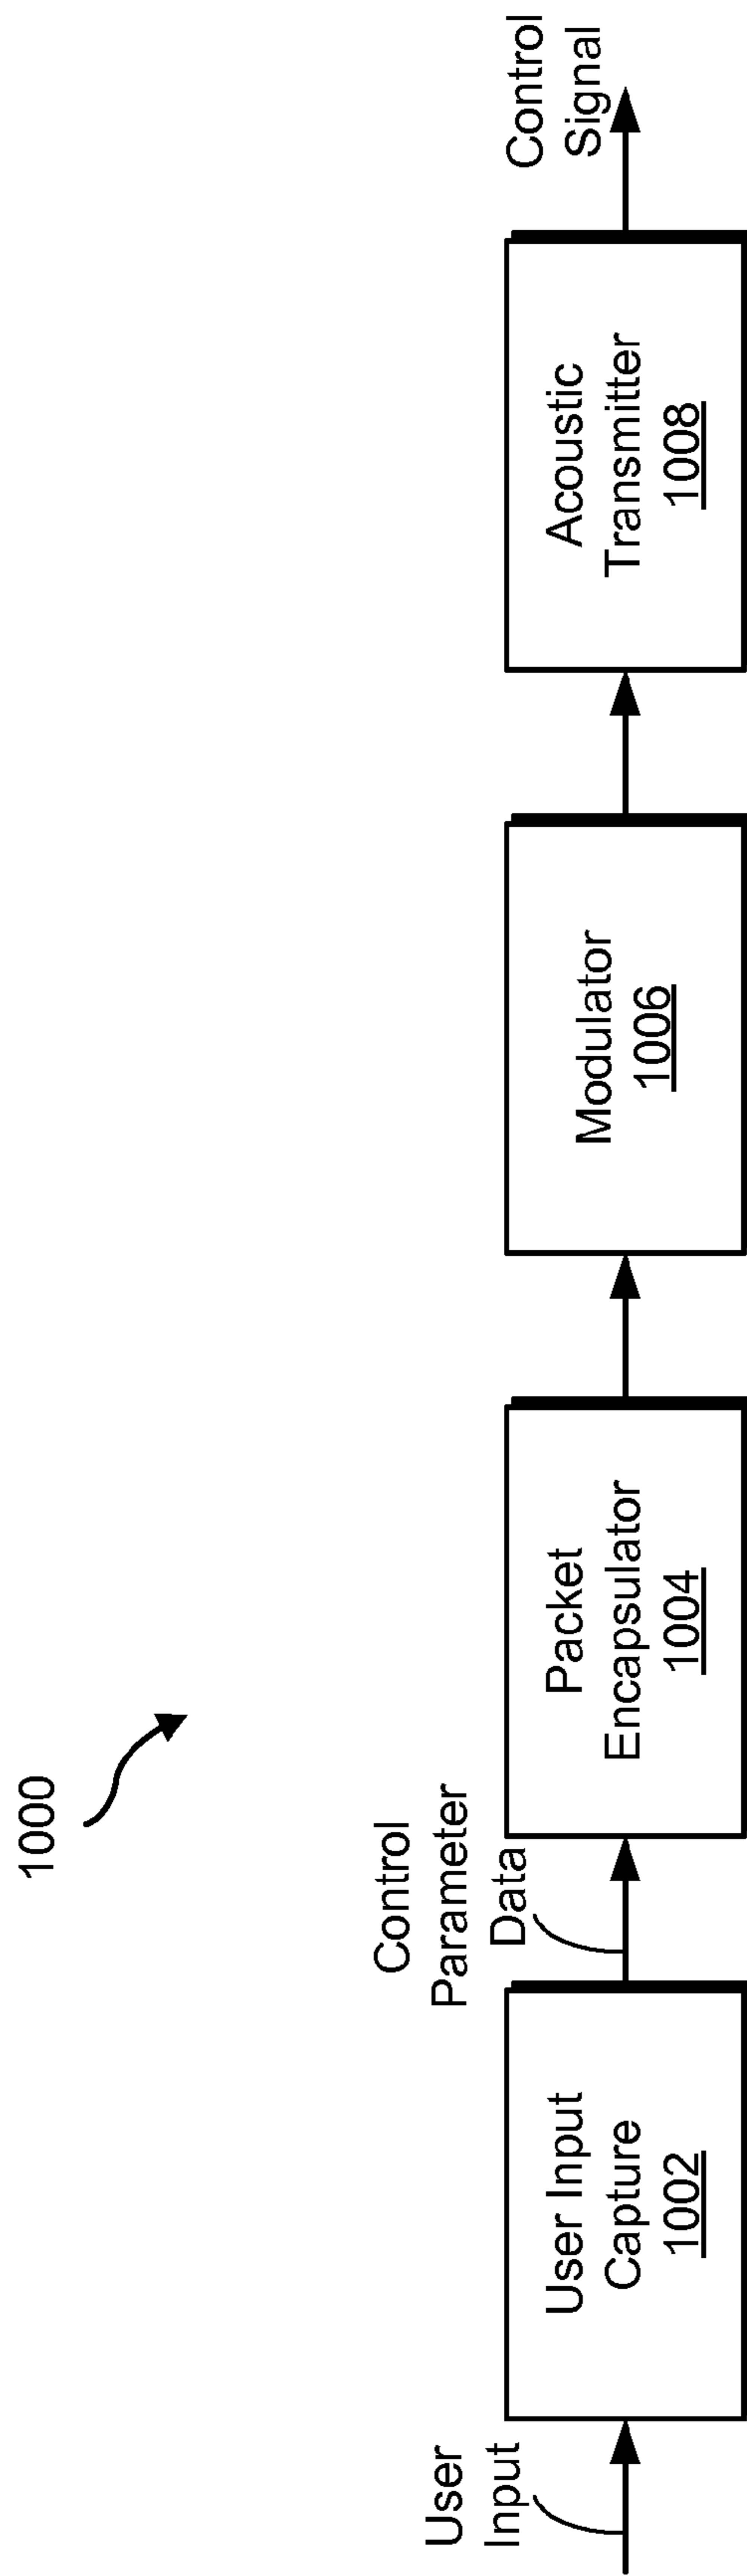 1000
User
Input
User Input
Capture
1002
Control
Parameter
Data
Packet
Encapsulator
1004
Modulator
1006
Acoustic
Transmitter
1008
Control
Signal